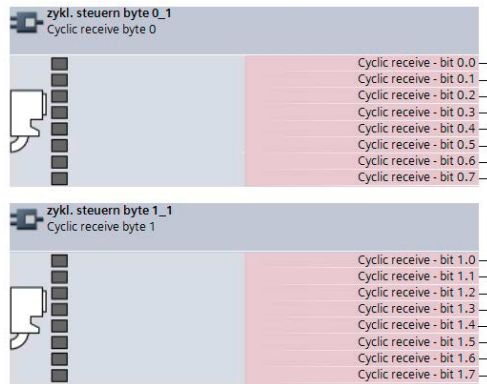 zykl. steuern byte 0_1
Cyclic receive byte 0
Cyclic receive - bit 0.0
Cyclic receive - bit 0.1
Cyclic receive - bit 0.2
Cyclic receive - bit 0.3
Cyclic receive - bit 0.4
Cyclic receive - bit 0.5
Cyclic receive - bit 0.6
Cyclic receive - bit 0.7
zykl. steuern byte 1_1
Cyclic receive byte 1
Cyclic receive - bit 1.0
Cyclic receive - bit 1.1
Cyclic receive - bit 1.2
Cyclic receive - bit 1.3
Cyclic receive - bit 1.4
Cyclic receive - bit 1.5
Cyclic receive - bit 1.6
Cyclic receive - bit 1.7